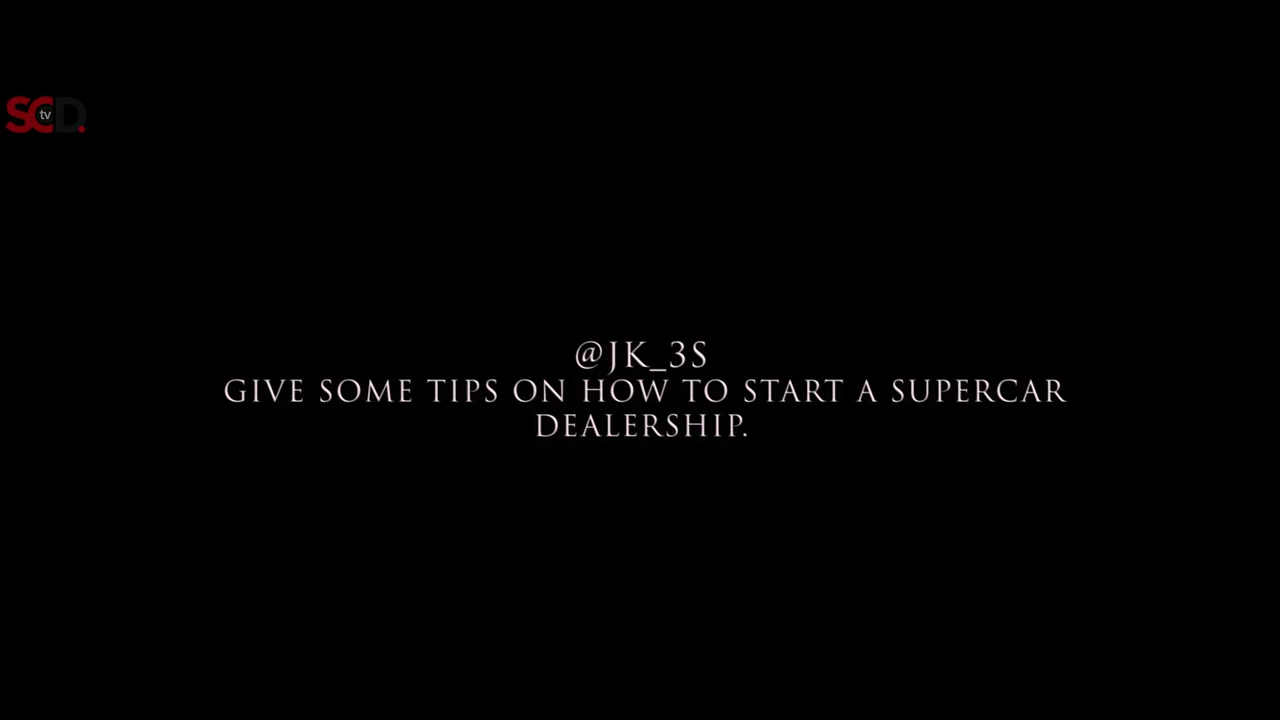 SCD.
tv
@JK_3S
GIVE SOME TIPS ON HOW TO START A SUPERCAR
DEALERSHIP.